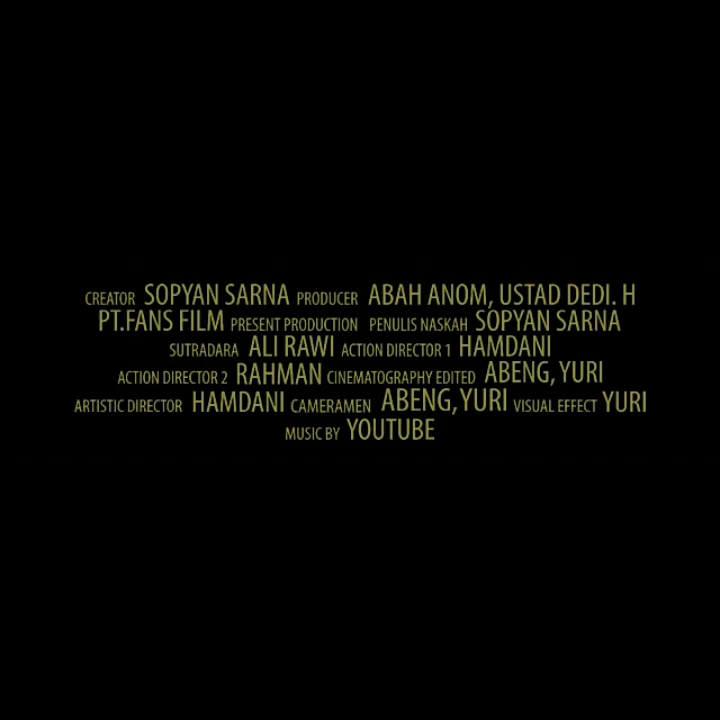 CREATOR SOPYAN SARNA PRODUCER ABAH ANOM, USTAD DEDI. H
PT.FANS FILM PRESENT PRODUCTION PENULIS NASKAH SOPYAN SARNA
SUTRADARA ALI RAWI ACTION DIRECTOR 1 HAMDANI
ACTION DIRECTOR 2 RAHMAN CINEMATOGRAPHY EDITED ABENG, YURI
ARTISTIC DIRECTOR HAMDANI CAMERAMEN ABENG, YURI VISUAL EFFECT YURI
MUSIC BY YOUTUBE